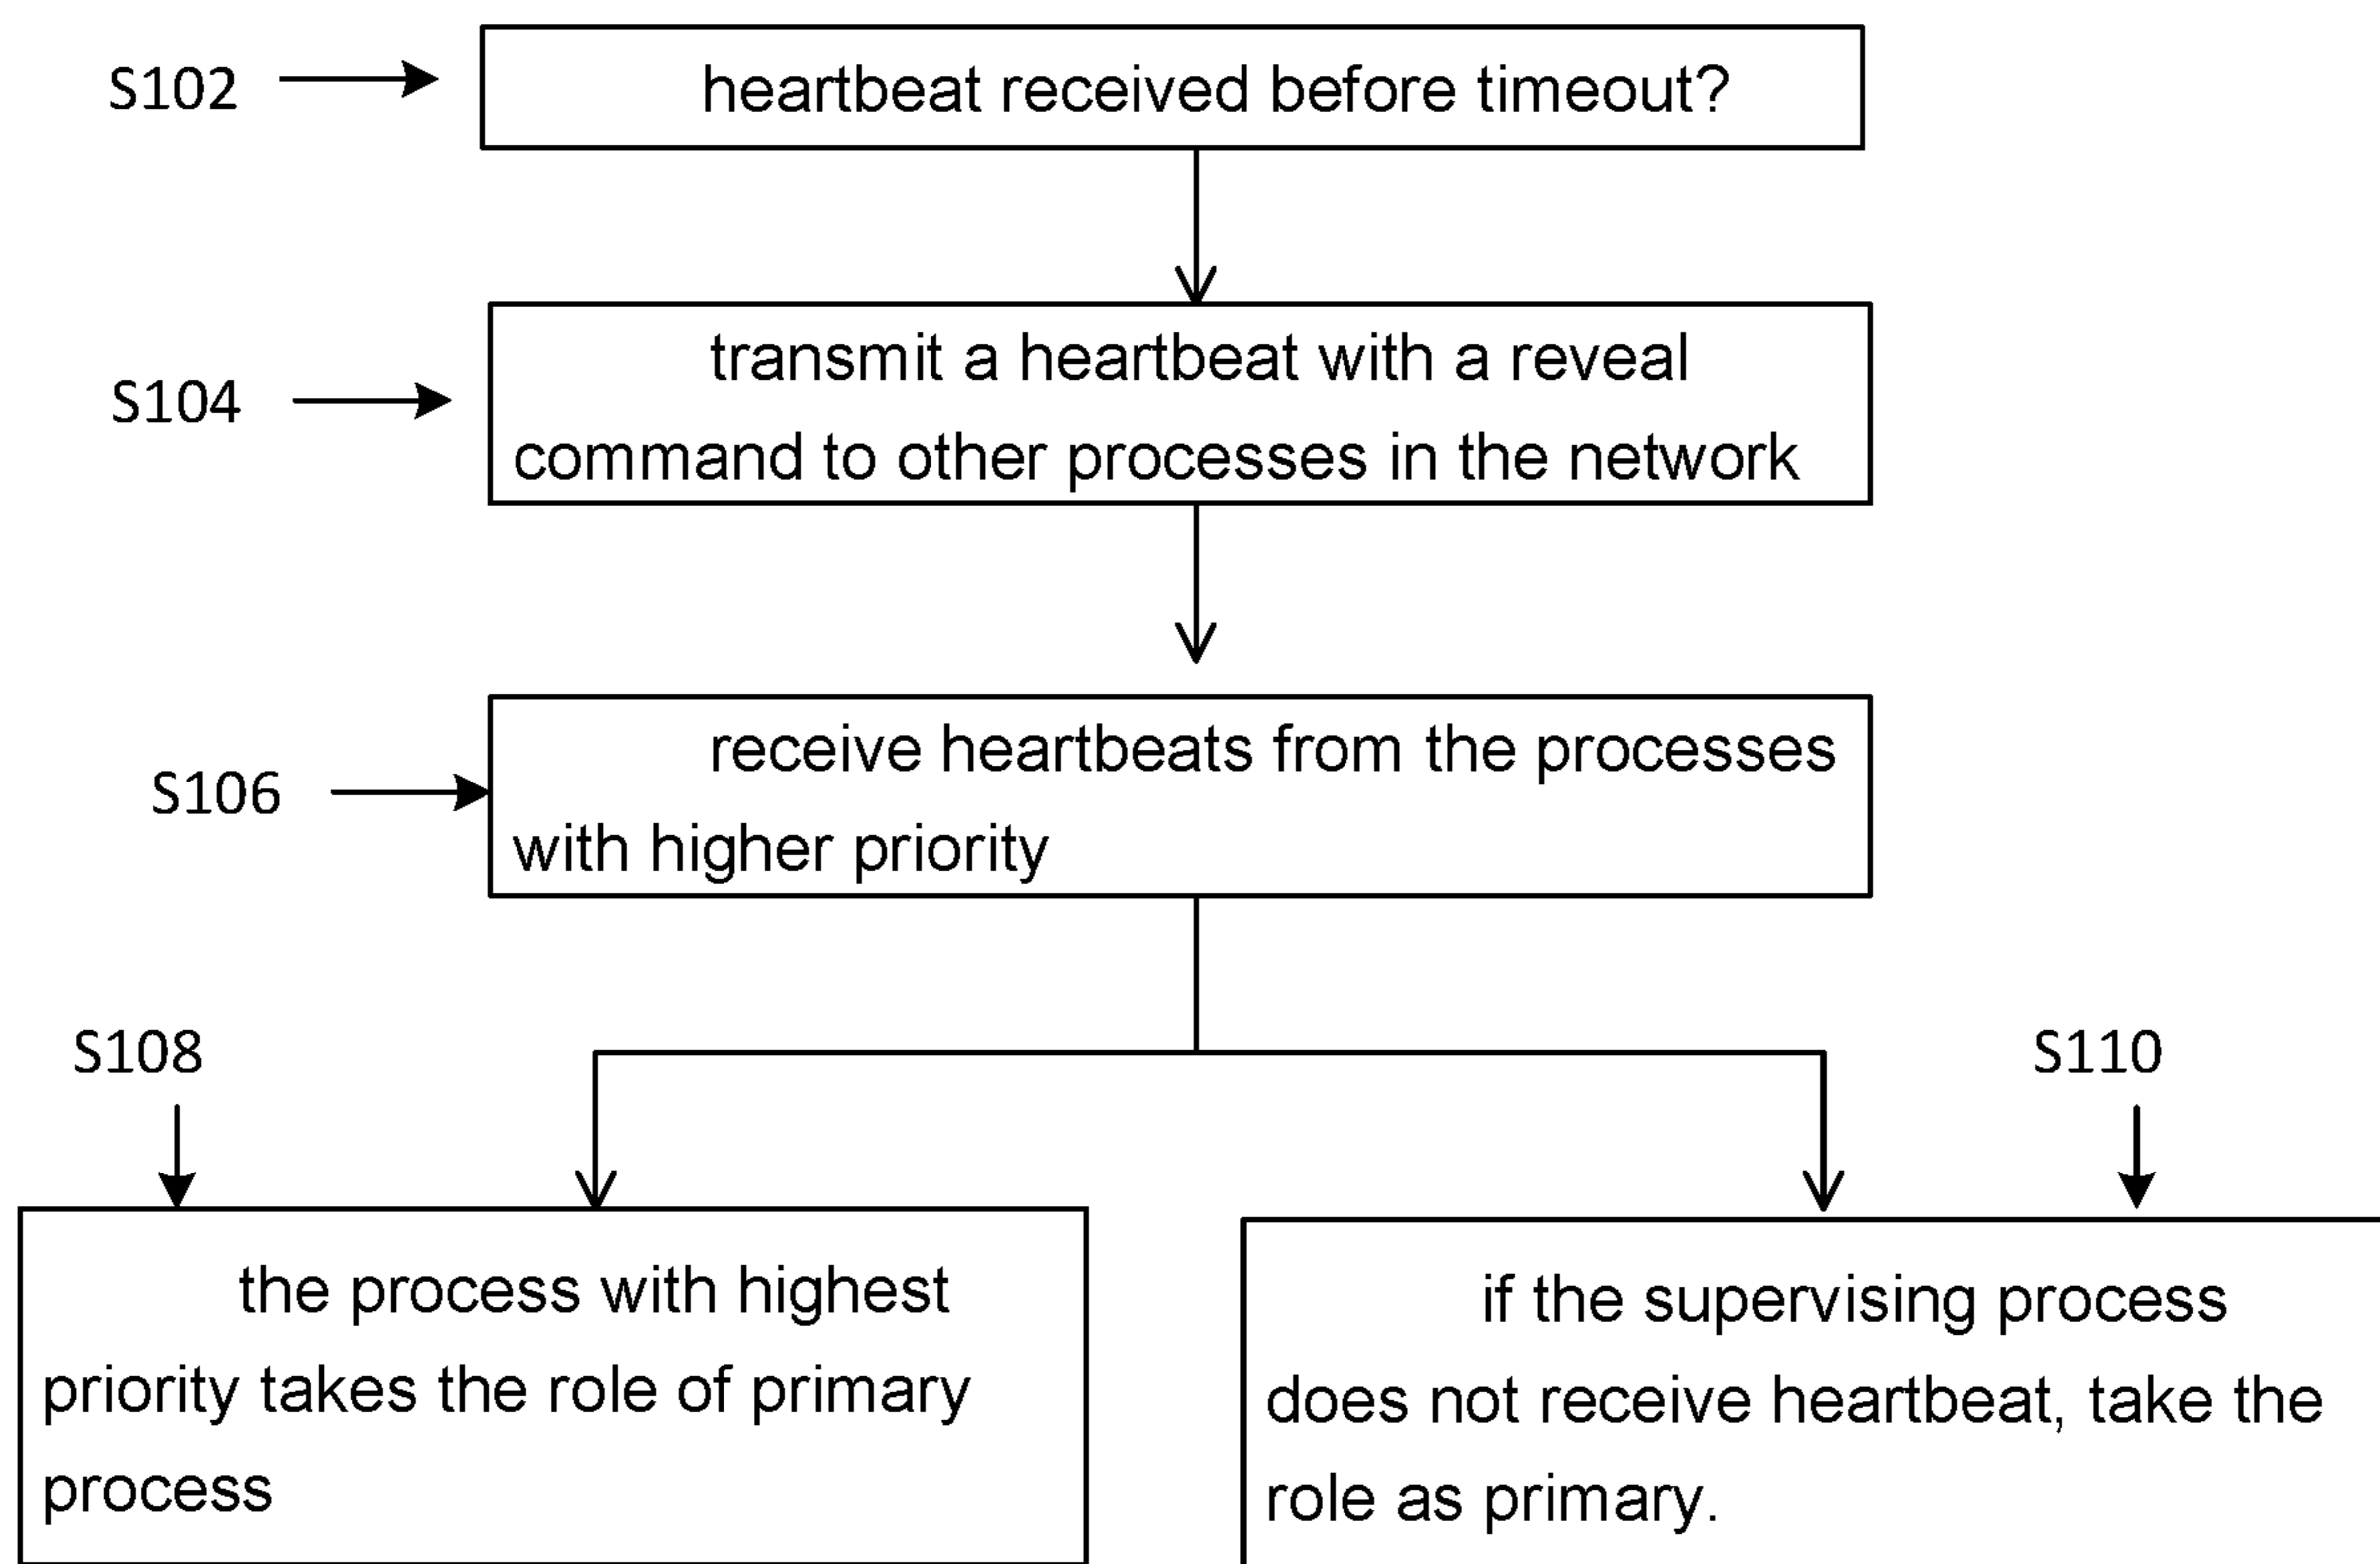 S102
heartbeat received before timeout?
S104
transmit a heartbeat with a reveal
command to other processes in the network
S106
receive heartbeats from the processes
with higher priority
S108
S110
the process with highest
priority takes the role of primary
process
if the supervising process
does not receive heartbeat, take the
role as primary.